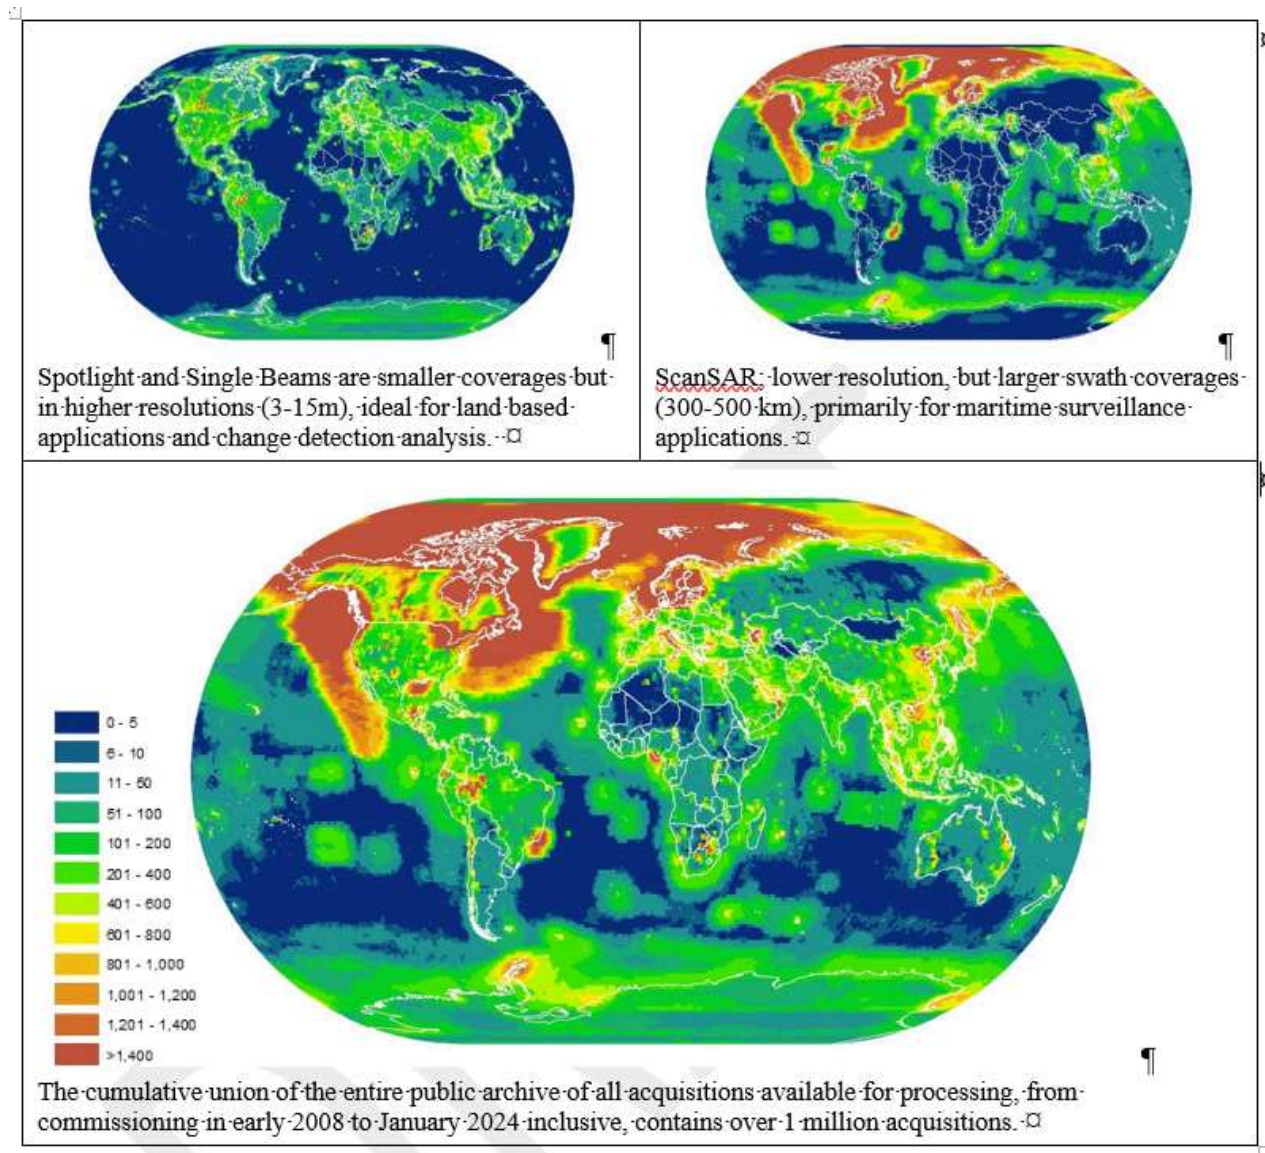 ¶
Spotlight·and·Single·Beams·are·smaller·coverages·but·
in·higher·resolutions·(3-15m),·ideal·for·land·based·
applications·and·change·detection·analysis.··¤
¶
ScanSAR;·lower·resolution,·but·larger·swath·coverages·
(300-500·km),·primarily·for·maritime·surveillance·
applications.·¤
0 - 5
6 - 10
11 - 50
51 - 100
101 - 200
201 - 400
401 - 600
601 - 800
801 - 1,000
1,001 - 1,200
1,201 - 1,400
>1,400
¶
The·cumulative·union·of·the·entire·public·archive·of·all·acquisitions·available·for·processing,·from·
commissioning·in·early·2008·to·January·2024·inclusive,·contains·over·1·million·acquisitions.·¤